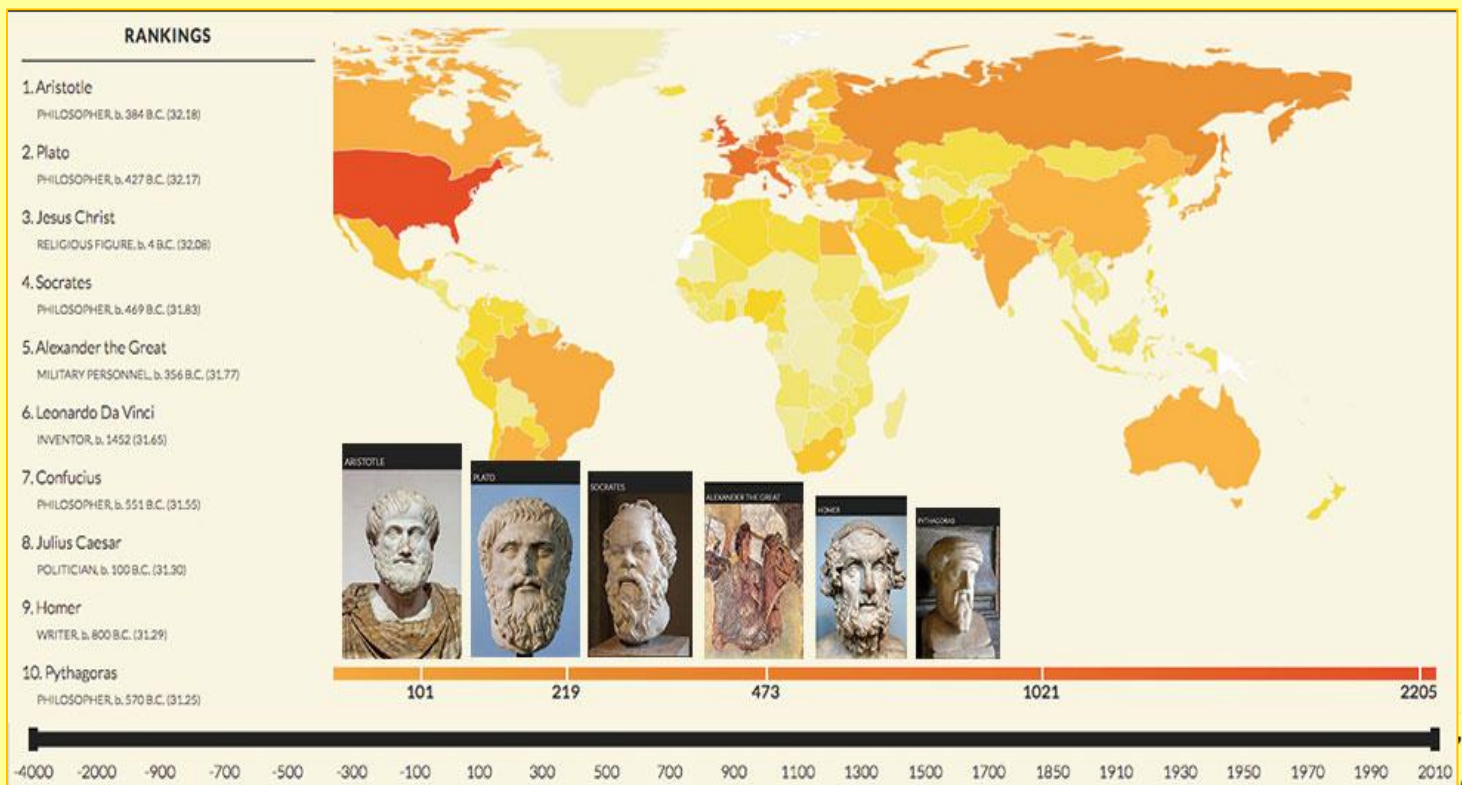 RANKINGS
1. Aristotle
PHILOSOPHER, b. 384 B.C. (32.18)
2. Plato
PHILOSOPHER, b. 427 B.C. (32.17)
3. Jesus Christ
RELIGIOUS FIGURE, b. 4 B.C. (32.08)
4. Socrates
PHILOSOPHER, b. 469 B.C. (31.83)
5. Alexander the Great
MILITARY PERSONNEL, b. 356 B.C. (31.77)
6. Leonardo Da Vinci
INVENTOR, b. 1452 (31.65)
7. Confucius
PHILOSOPHER, b. 551 B.C. (31.55)
8. Julius Caesar
POLITICIAN, b. 100 B.C. (31.30)
9. Homer
WRITER, b. 800 B.C. (31.29)
10. Pythagoras
PHILOSOPHER, b. 570 B.C. (31.25)
ARISTOTLE
PLATO
SOCRATES
ALEXANDER THE GREAT
HOMER
PYTHAGORAS
101 219 473 1021 2205
-4000 -2000 -900 -700 -500 -300 -100 100 300 500 700 900 1100 1300 1500 1700 1850 1910 1930 1950 1970 1990 2010